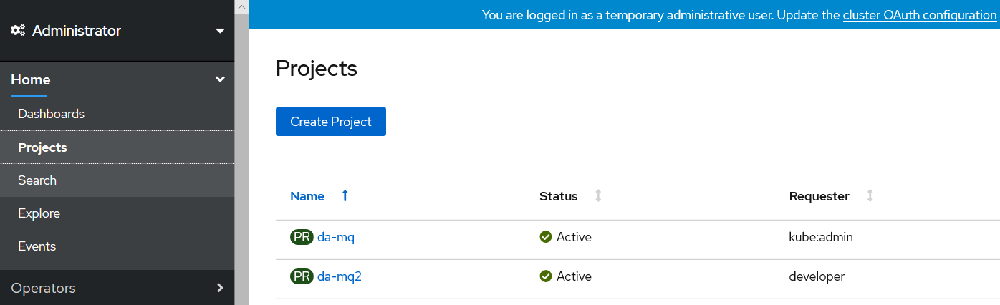 Administrator
Home
Dashboards
Projects
Search
Explore
Events
Operators
You are logged in as a temporary administrative user. Update the cluster OAuth configuration
Projects
Create Project
Name Status Requester
PR da-mq Active kube:admin
PR da-mq2 Active developer